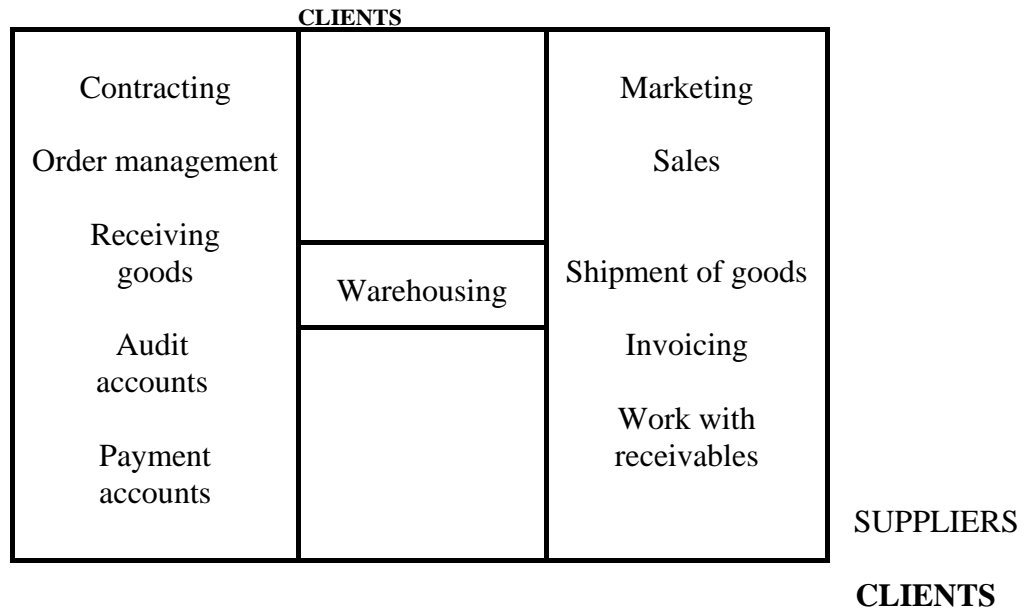 CLIENTS
Contracting
Order management
Receiving
goods
Audit
accounts
Payment
accounts
Warehousing
Marketing
Sales
Shipment of goods
Invoicing
Work with
receivables
SUPPLIERS
CLIENTS